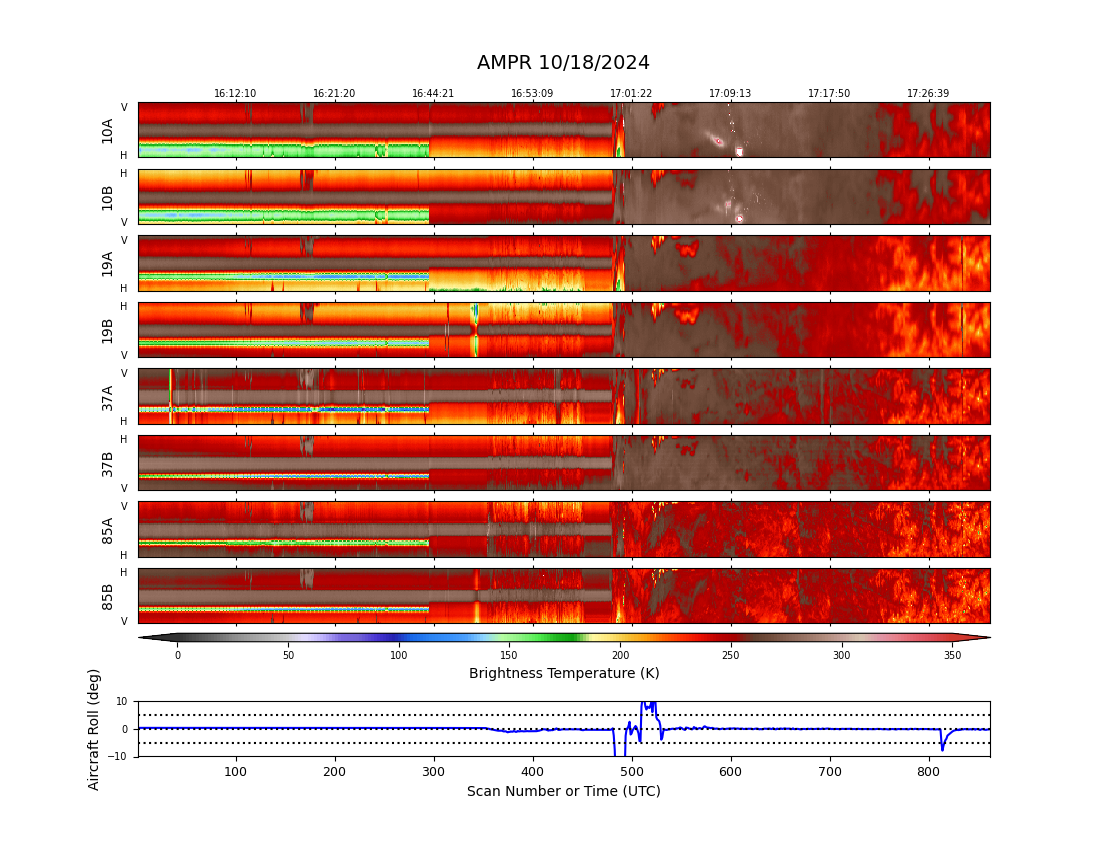 AMPR 10/18/2024
16:12:10 16:21:20 16:44:21 16:53:09 17:01:22 17:09:13 17:17:50 17:26:39
V
10A
H
H
10B
V
V
19A
H
H
19B
V
V
37A
H
H
37B
V
V
85A
H
H
85B
V
0 50 100 150 200 250 300 350
Brightness Temperature (K)
Aircraft Roll (deg)
10
0
−10
100 200 300 400 500 600 700 800
Scan Number or Time (UTC)